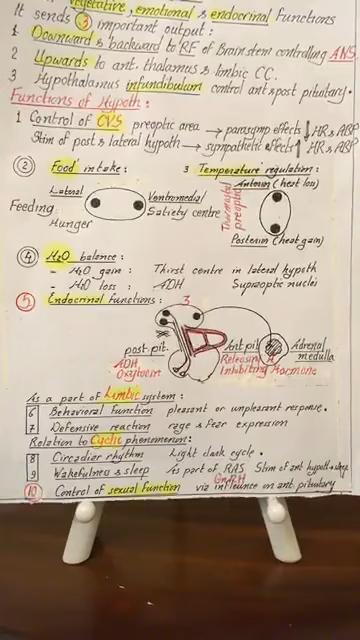 vegetative, emotional & endocrinal functions
It sends 3 important output:
1 Downward & backward to RF of Brainstem controlling ANS.
2 Upwards to ant. thalamus & limbic CC.
3 Hypothalamus infundibulum control ant & post pituitary.
Functions of Hypoth:
1 Control of CVS preoptic area → parasymp effects ↓ HR & ABP
Stim of post & lateral hypoth → sympathetic effects ↑ HR & ABP
2 Food intake:
Lateral
Feeding
Hunger
Ventromedial
Satiety centre
3 Temperature regulation:
Anterior (heat loss)
Thermostat
preoptic
Posterior (heat gain)
4 H2O balance:
- H2O gain: Thirst centre in lateral hypoth
- H2O loss: ADH Supraoptic nuclei
5 Endocrinal functions:
3
post pit.
ADH
Oxytocin
Ant pit
Releasing H
Inhibiting Hormone
Adrenal
medulla
As a part of Limbic system:
6 Behavioral function pleasant or unpleasant response.
7 Defensive reaction rage & fear expression
Relation to Cyclic phenomenon:
8 Circadian rhythm Light dark cycle.
9 Wakefulness & sleep As part of RAS Stim of ant hypoth → sleep
GnRH
10 Control of sexual Function via influence on ant pituitary